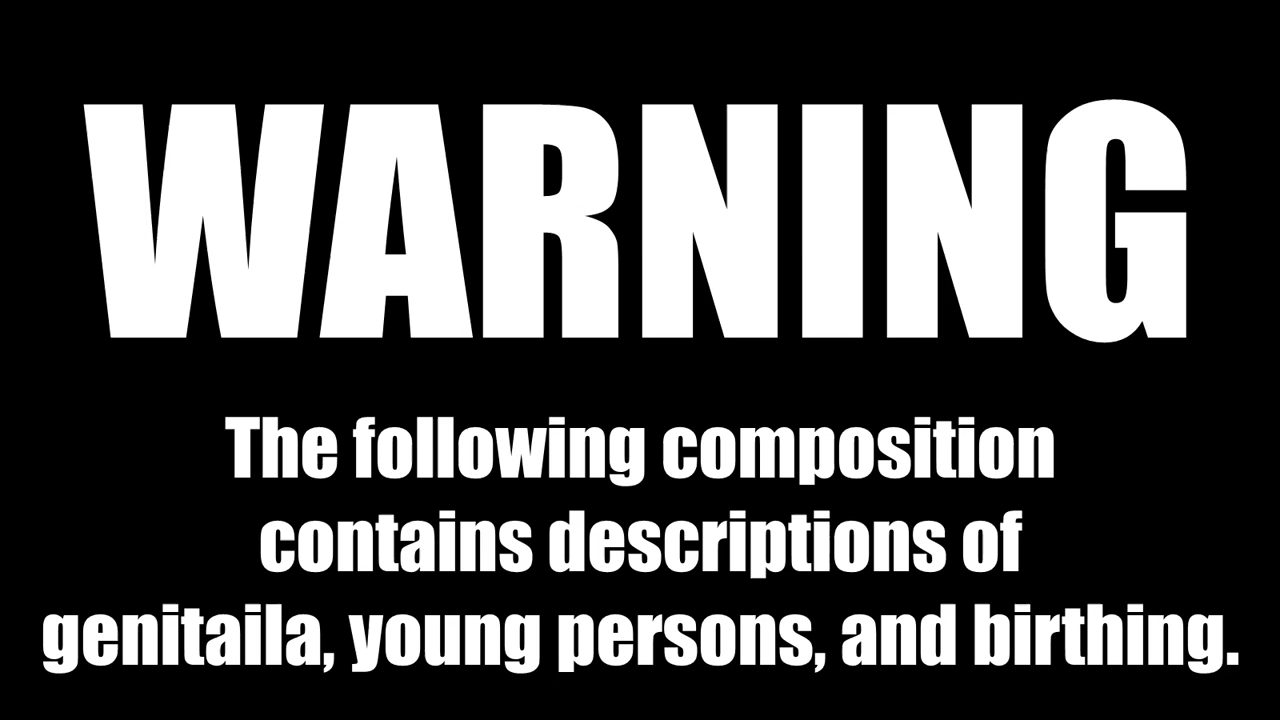 WARNING
The following composition
contains descriptions of
genitaila, young persons, and birthing.